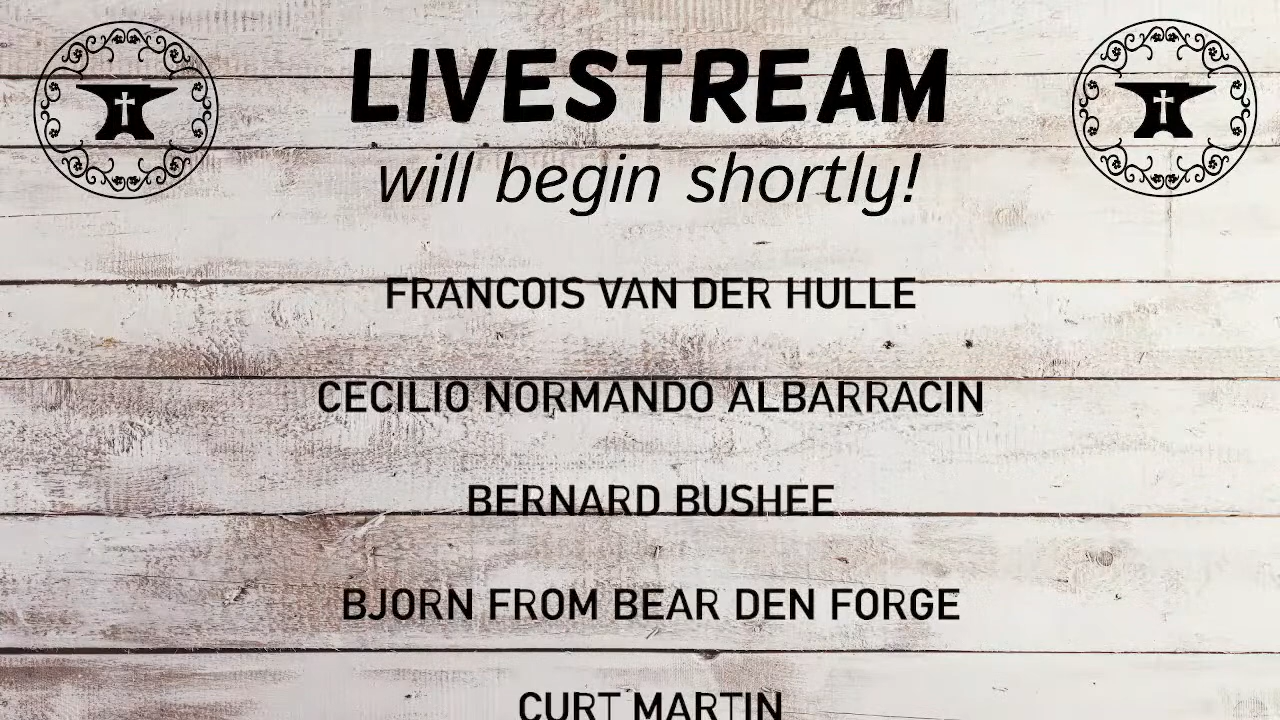 LIVESTREAM
will begin shortly!
FRANCOIS VAN DER HULLE
CECILIO NORMANDO ALBARRACIN
BERNARD BUSHEE
BJORN FROM BEAR DEN FORGE
CURT MARTIN